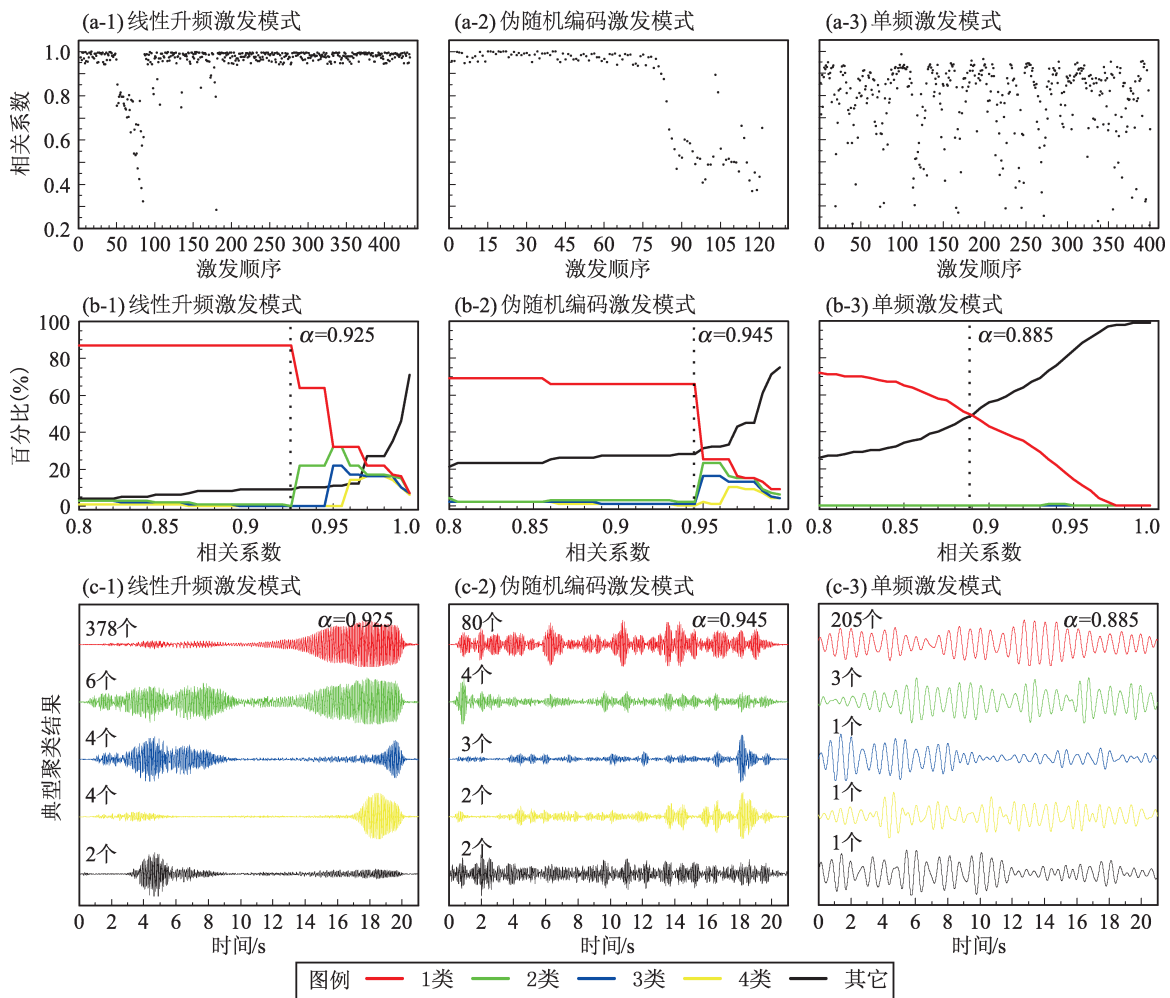 (a-1) 线性升频激发模式
(a-2) 伪随机编码激发模式
(a-3) 单频激发模式
相关系数
1.0
0.8
0.6
0.4
0.2
0 50 100 150 200 250 300 350 400
0 15 30 45 60 75 90 105 120
0 50 100 150 200 250 300 350 400
激发顺序
激发顺序
激发顺序
(b-1) 线性升频激发模式
(b-2) 伪随机编码激发模式
(b-3) 单频激发模式
百分比(%)
100
80
60
40
20
0
α=0.925
α=0.945
α=0.885
0.8 0.85 0.9 0.95 1.0
0.8 0.85 0.9 0.95 1.0
0.8 0.85 0.9 0.95 1.0
相关系数
相关系数
相关系数
(c-1) 线性升频激发模式
(c-2) 伪随机编码激发模式
(c-3) 单频激发模式
典型聚类结果
α=0.925
378个
6个
4个
4个
2个
α=0.945
80个
4个
3个
2个
2个
α=0.885
205个
3个
1个
1个
1个
0 2 4 6 8 10 12 14 16 18 20
0 2 4 6 8 10 12 14 16 18 20
0 2 4 6 8 10 12 14 16 18 20
时间/s
时间/s
时间/s
图例 1类 2类 3类 4类 其它